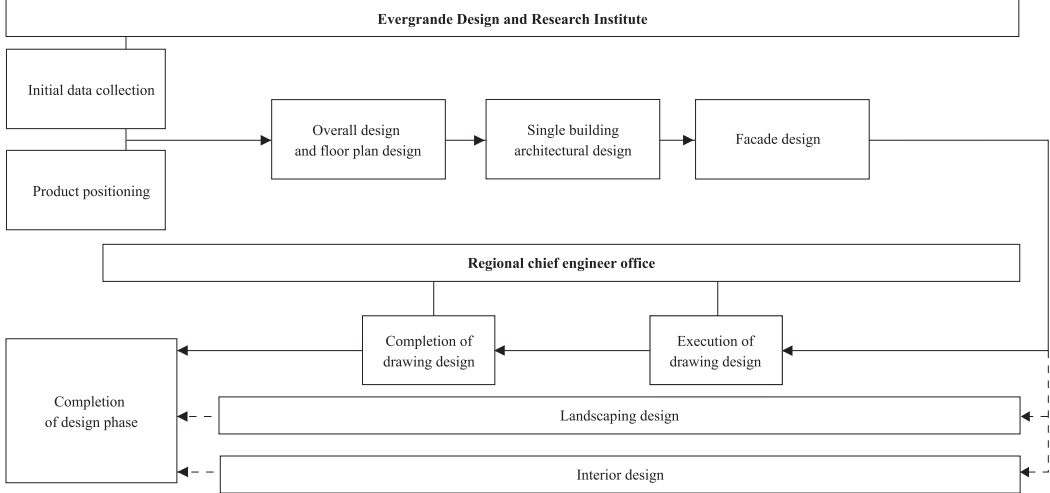 Evergrande Design and Research Institute
Initial data collection
Overall design
and floor plan design
Single building
architectural design
Facade design
Product positioning
Regional chief engineer office
Completion of
drawing design
Execution of
drawing design
Completion
of design phase
Landscaping design
Interior design